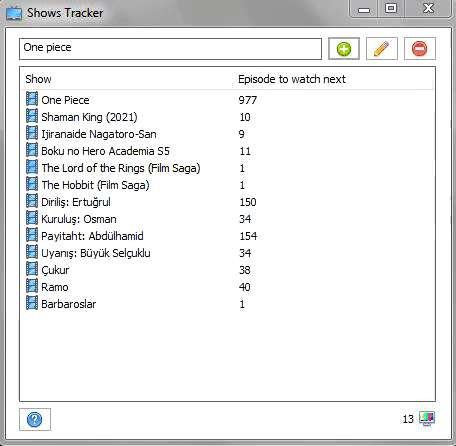 Shows Tracker
One piece
Show Episode to watch next
One Piece 977
Shaman King (2021) 10
Ijiranaide Nagatoro-San 9
Boku no Hero Academia S5 11
The Lord of the Rings (Film Saga) 1
The Hobbit (Film Saga) 1
Diriliş: Ertuğrul 150
Kuruluş: Osman 34
Payitaht: Abdülhamid 154
Uyanış: Büyük Selçuklu 34
Çukur 38
Ramo 40
Barbaroslar 1
13